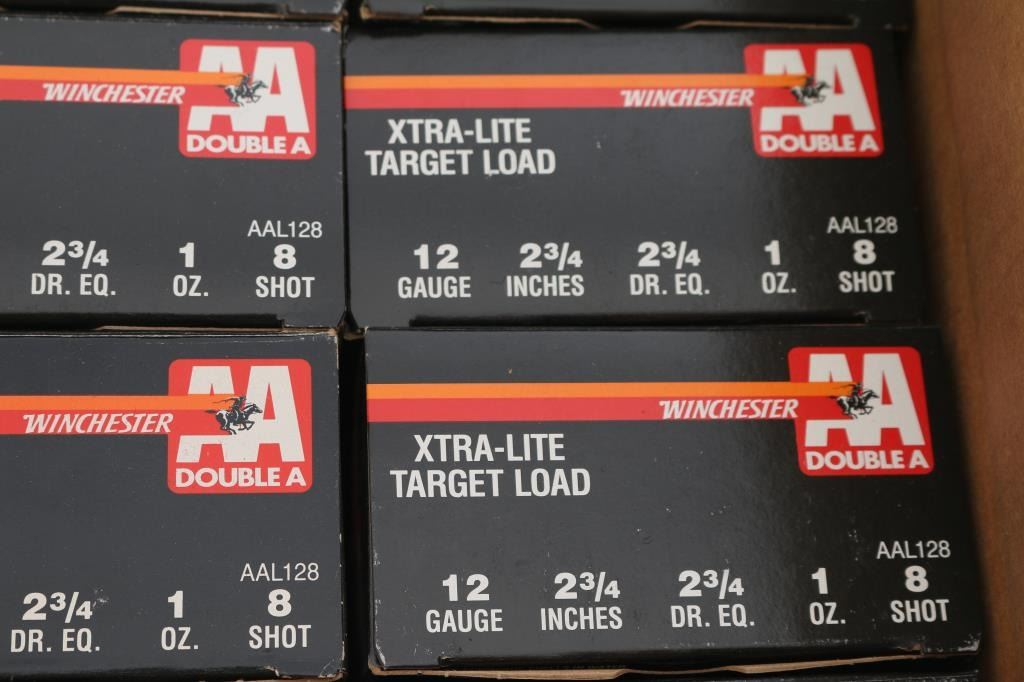 WINCHESTER
AA
DOUBLE A
AAL128
2¾ 1 8
DR. EQ. OZ. SHOT
WINCHESTER
AA
DOUBLE A
XTRA-LITE
TARGET LOAD
AAL128
12 2¾ 2¾ 1 8
GAUGE INCHES DR. EQ. OZ. SHOT
WINCHESTER
AA
DOUBLE A
AAL128
2¾ 1 8
DR. EQ. OZ. SHOT
WINCHESTER
AA
DOUBLE A
XTRA-LITE
TARGET LOAD
AAL128
12 2¾ 2¾ 1 8
GAUGE INCHES DR. EQ. OZ. SHOT